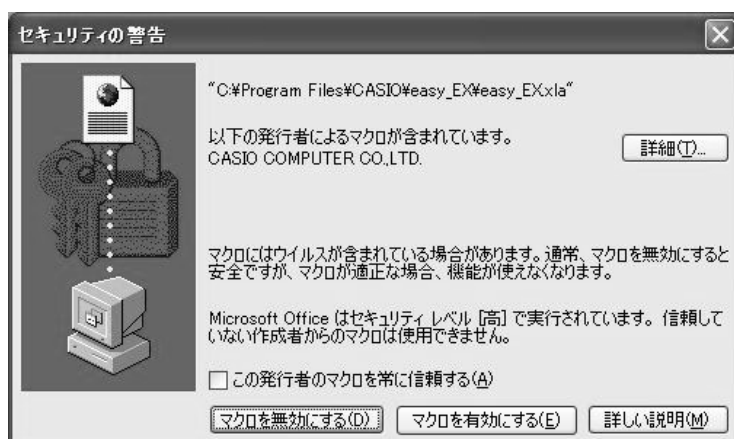 セキュリティの警告
"C:¥Program Files¥CASIO¥easy_EX¥easy_EX.xla"
以下の発行者によるマクロが含まれています。
CASIO COMPUTER CO.,LTD.
詳細(T)...
マクロにはウイルスが含まれている場合があります。通常、マクロを無効にすると
安全ですが、マクロが適正な場合、機能が使えなくなります。
Microsoft Office はセキュリティ レベル [高] で実行されています。信頼して
いない作成者からのマクロは使用できません。
この発行者のマクロを常に信頼する(A)
マクロを無効にする(D)
マクロを有効にする(E)
詳しい説明(M)